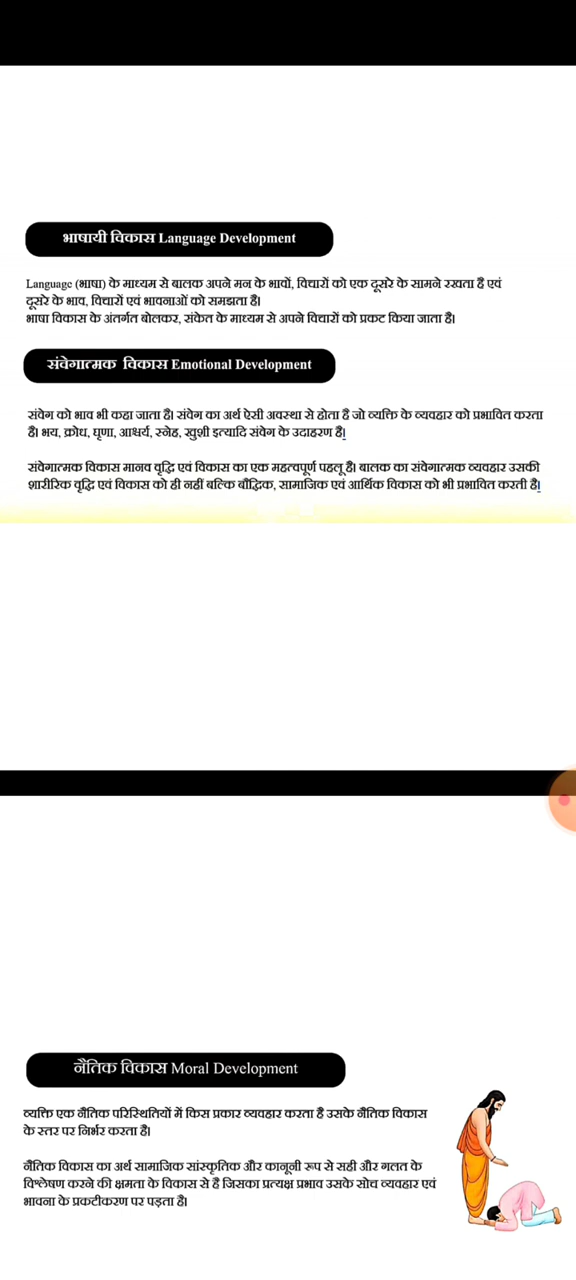 भाषायी विकास Language Development
Language (भाषा) के माध्यम से बालक अपने मन के भावों, विचारों को एक दूसरे के सामने रखता है एवं
दूसरे के भाव, विचारों एवं भावनाओं को समझाता है।
भाषा विकास के अंतर्गत बोलकर, संकेत के माध्यम से अपने विचारों को प्रकट किया जाता है।
संवेगात्मक विकास Emotional Development
संवेग को भाव भी कहा जाता है। संवेग का अर्थ ऐसी अवस्था से होता है जो व्यक्ति के व्यवहार को प्रभावित करता
है। भय, क्रोध, घृणा, आश्चर्य, स्नेह, खुशी इत्यादि संवेग के उदाहरण है।
संवेगात्मक विकास मानव वृद्धि एवं विकास का एक महत्वपूर्ण पहलू है। बालक का संवेगात्मक व्यवहार उसकी
शारीरिक वृद्धि एवं विकास को ही नहीं बल्कि बौद्धिक, सामाजिक एवं आर्थिक विकास को भी प्रभावित करती है।
नैतिक विकास Moral Development
व्यक्ति एक नैतिक परिस्थितियों में किस प्रकार व्यवहार करता है उसके नैतिक विकास
के स्तर पर निर्भर करता है।
नैतिक विकास का अर्थ सामाजिक सांस्कृतिक और कानूनी रूप से सही और गलत के
विश्लेषण करने की क्षमता के विकास से है जिसका प्रत्यक्ष प्रभाव उसके सोच व्यवहार एवं
भावना के प्रकटीकरण पर पड़ता है।